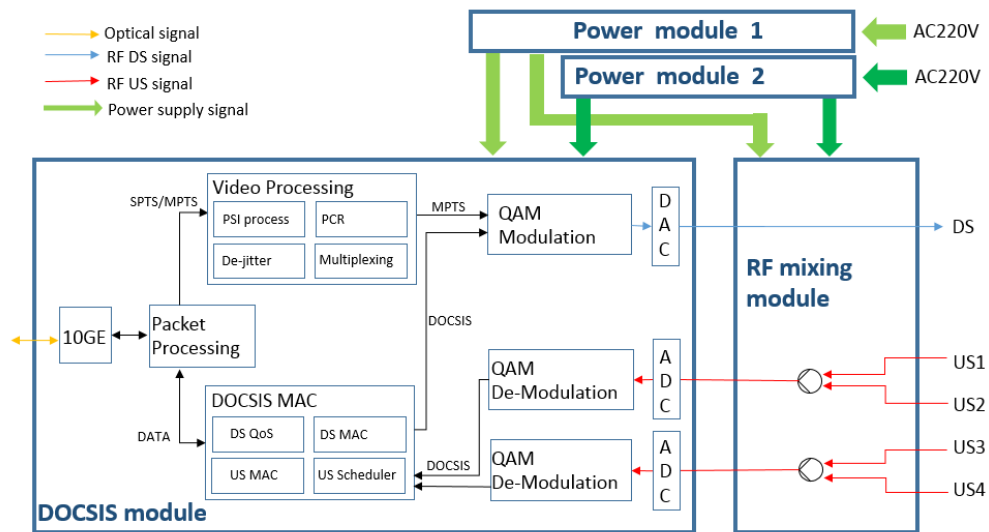 Optical signal
RF DS signal
RF US signal
Power supply signal
Power module 1
AC220V
Power module 2
AC220V
Video Processing
SPTS/MPTS
PSI process
PCR
De-jitter
Multiplexing
MPTS
QAM
Modulation
D
A
C
DS
RF mixing
module
10GE
Packet
Processing
DOCSIS
QAM
De-Modulation
A
D
C
US1
US2
DOCSIS MAC
DATA
DS QoS
DS MAC
US MAC
US Scheduler
DOCSIS
QAM
De-Modulation
A
D
C
US3
US4
DOCSIS module